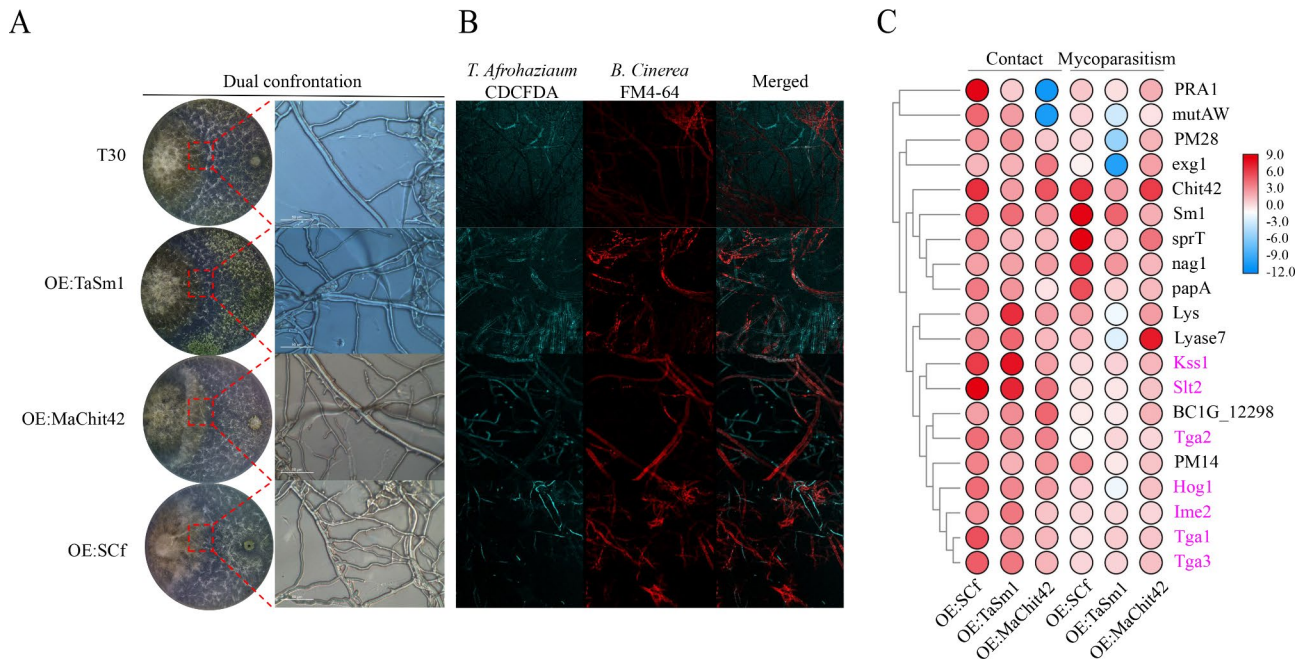 A
Dual confrontation
T30
OE:TaSm1
OE:MaChit42
OE:SCf
B
T. Afrohaziaum
CDCFDA
B. Cinerea
FM4-64
Merged
C
Contact
Mycoparasitism
PRA1
mutAW
PM28
exg1
Chit42
Sm1
sprT
nag1
papA
Lys
Lyase7
Kss1
Slt2
BC1G_12298
Tga2
PM14
Hog1
Ime2
Tga1
Tga3
9.0
6.0
3.0
0.0
-3.0
-6.0
-9.0
-12.0
OE:SCf
OE:TaSm1
OE:MaChit42
OE:SCf
OE:TaSm1
OE:MaChit42